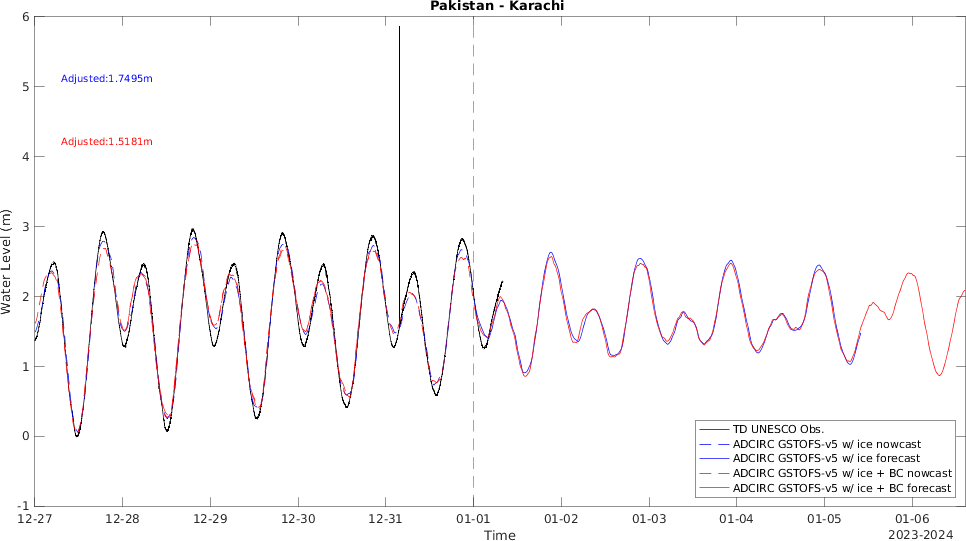 Pakistan - Karachi
Adjusted:1.7495m
Adjusted:1.5181m
Water Level (m)
6
5
4
3
2
1
0
-1
12-27 12-28 12-29 12-30 12-31 01-01 01-02 01-03 01-04 01-05 01-06
Time
2023-2024
TD UNESCO Obs.
ADCIRC GSTOFS-v5 w/ ice nowcast
ADCIRC GSTOFS-v5 w/ ice forecast
ADCIRC GSTOFS-v5 w/ ice + BC nowcast
ADCIRC GSTOFS-v5 w/ ice + BC forecast